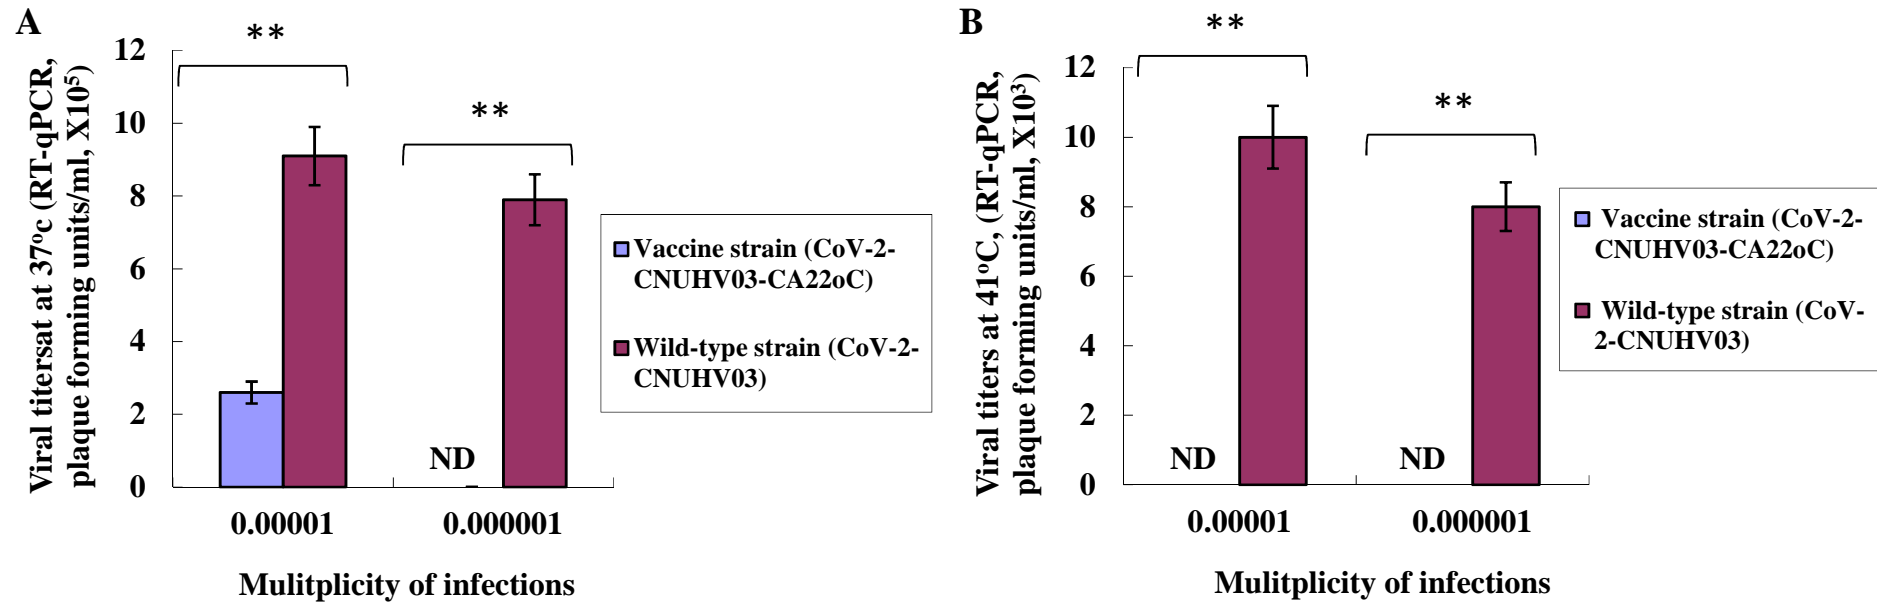 A
**
**
12
10
8
6
4
2
0
Viral titersat at 37ºc (RT-qPCR,
plaque forming units/ml, X10⁵)
ND
0.00001
0.000001
Mulitplicity of infections
Vaccine strain (CoV-2-
CNUHV03-CA22oC)
Wild-type strain (CoV-2-
CNUHV03)
B
**
**
12
10
8
6
4
2
0
Viral titers at 41ºC, (RT-qPCR,
plaque forming units/ml, X10³)
ND
ND
0.00001
0.000001
Mulitplicity of infections
Vaccine strain (CoV-2-
CNUHV03-CA22oC)
Wild-type strain (CoV-
2-CNUHV03)